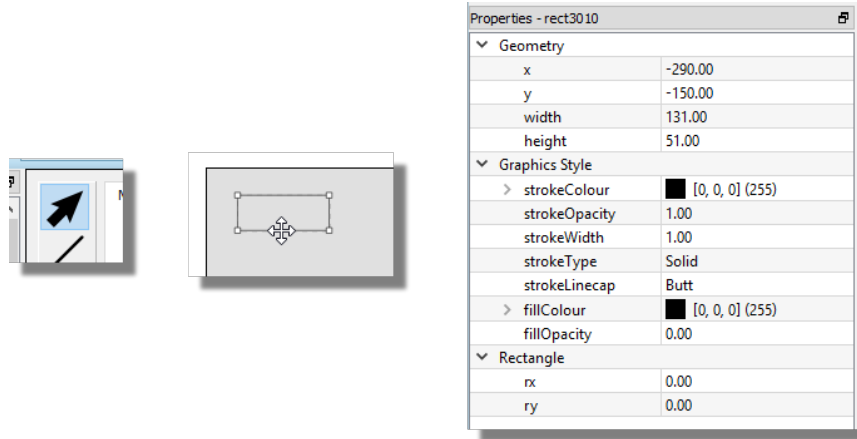 Properties - rect3010
Geometry
x -290.00
y -150.00
width 131.00
height 51.00
Graphics Style
strokeColour [0, 0, 0] (255)
strokeOpacity 1.00
strokeWidth 1.00
strokeType Solid
strokeLinecap Butt
fillColour [0, 0, 0] (255)
fillOpacity 0.00
Rectangle
rx 0.00
ry 0.00